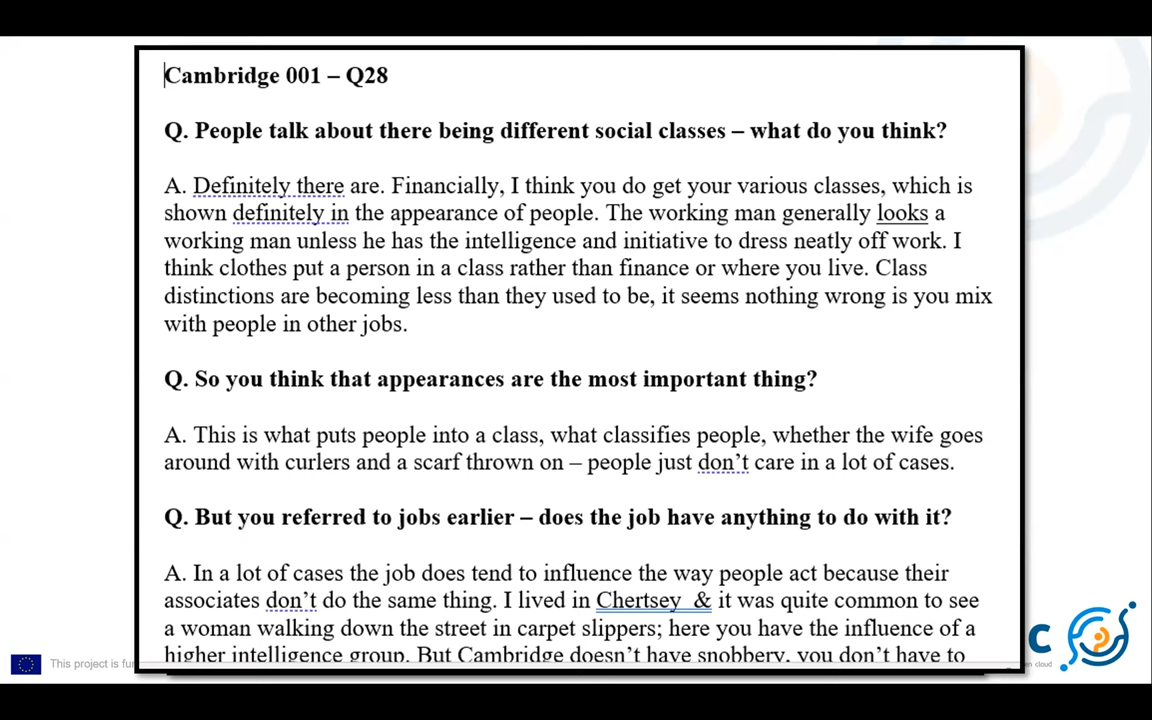 Cambridge 001 – Q28
Q. People talk about there being different social classes – what do you think?
A. Definitely there are. Financially, I think you do get your various classes, which is
shown definitely in the appearance of people. The working man generally looks a
working man unless he has the intelligence and initiative to dress neatly off work. I
think clothes put a person in a class rather than finance or where you live. Class
distinctions are becoming less than they used to be, it seems nothing wrong is you mix
with people in other jobs.
Q. So you think that appearances are the most important thing?
A. This is what puts people into a class, what classifies people, whether the wife goes
around with curlers and a scarf thrown on – people just don’t care in a lot of cases.
Q. But you referred to jobs earlier – does the job have anything to do with it?
A. In a lot of cases the job does tend to influence the way people act because their
associates don’t do the same thing. I lived in Chertsey  & it was quite common to see
a woman walking down the street in carpet slippers; here you have the influence of a
higher intelligence group. But Cambridge doesn’t have snobbery, you don’t have to
This project is fur
C
en cloud